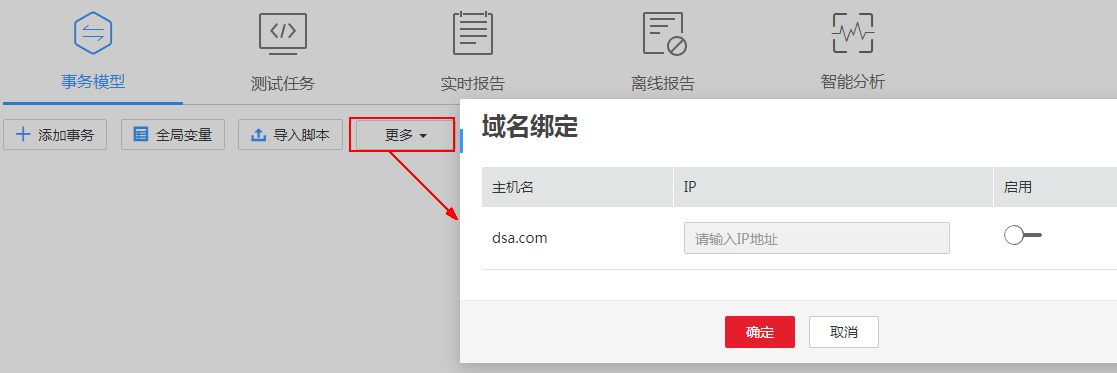 事务模型
测试任务
实时报告
离线报告
智能分析
添加事务
全局变量
导入脚本
更多
域名绑定
主机名
IP
启用
dsa.com
请输入IP地址
确定
取消